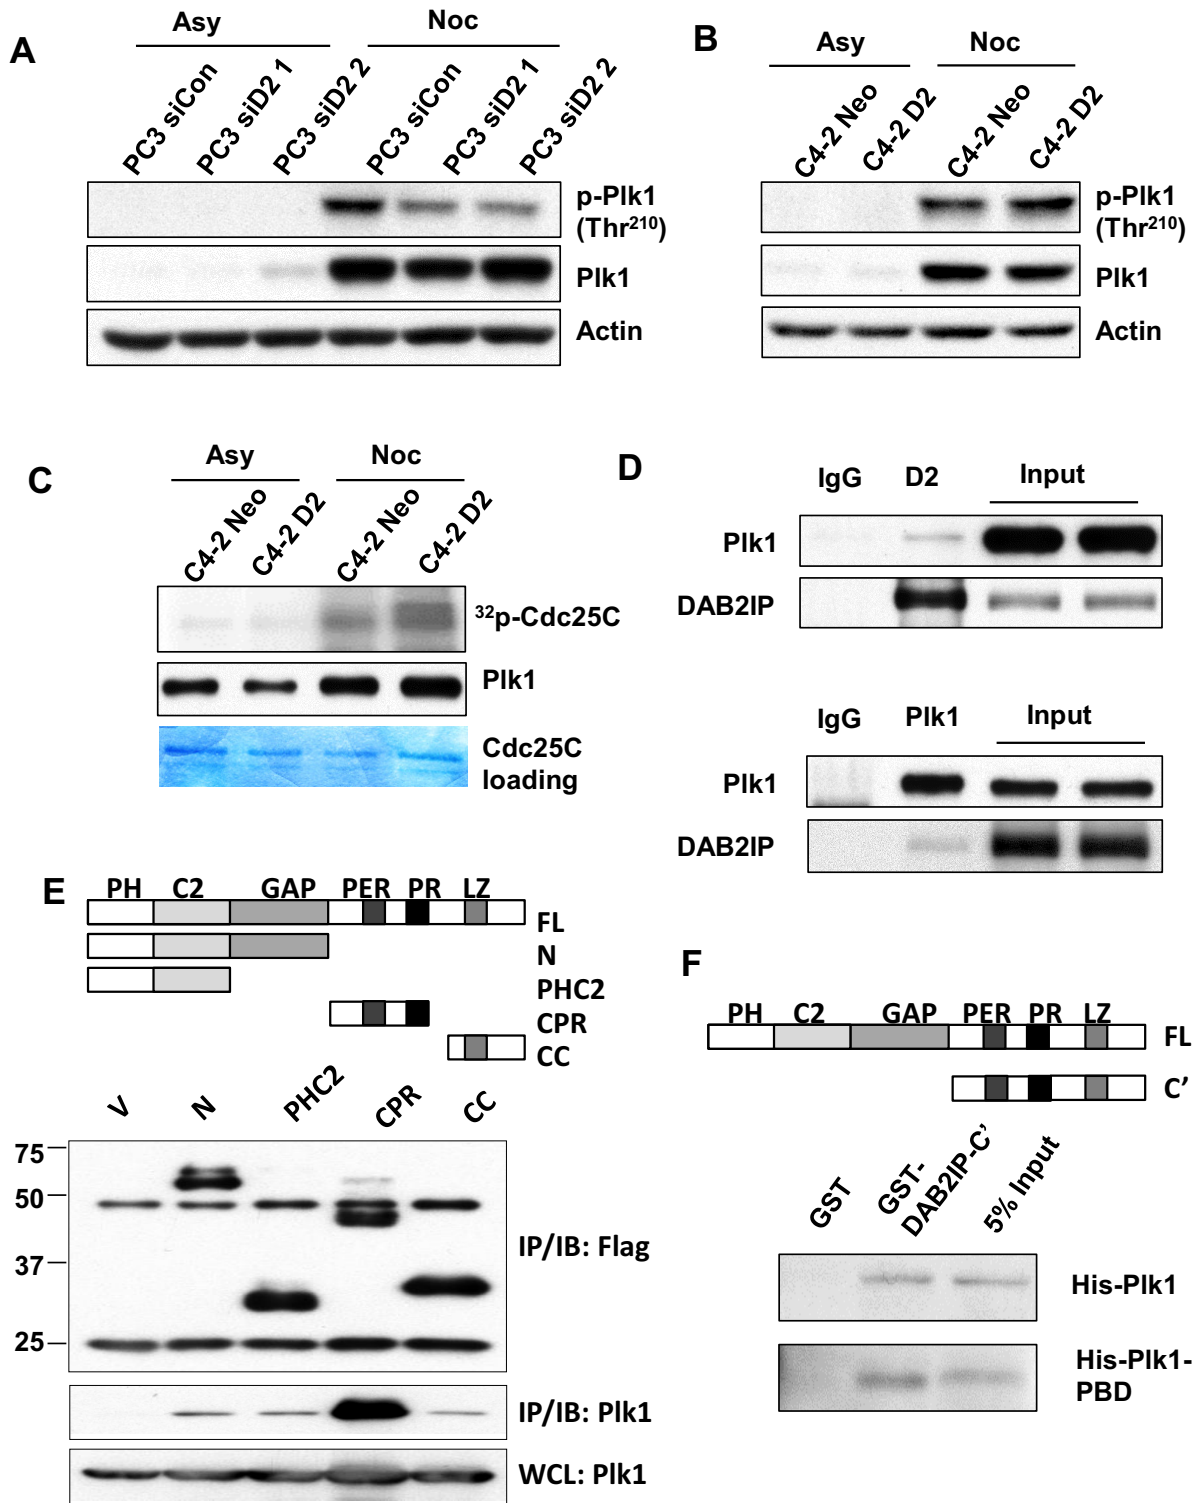 A
Asy Noc
PC3 siCon PC3 siD2 1 PC3 siD2 2 PC3 siCon PC3 siD2 1 PC3 siD2 2
p-Plk1
(Thr²¹⁰)
Plk1
Actin
B
Asy Noc
C4-2 Neo C4-2 D2 C4-2 Neo C4-2 D2
p-Plk1
(Thr²¹⁰)
Plk1
Actin
C
Asy Noc
C4-2 Neo C4-2 D2 C4-2 Neo C4-2 D2
³²p-Cdc25C
Plk1
Cdc25C
loading
D
IgG D2 Input
Plk1
DAB2IP
IgG Plk1 Input
Plk1
DAB2IP
E
PH C2 GAP PER PR LZ
FL
N
PHC2
CPR
CC
V N PHC2 CPR CC
75
50
37
25
IP/IB: Flag
IP/IB: Plk1
WCL: Plk1
F
PH C2 GAP PER PR LZ
FL
C’
GST GST-DAB2IP-C’ 5% Input
His-Plk1
His-Plk1-
PBD